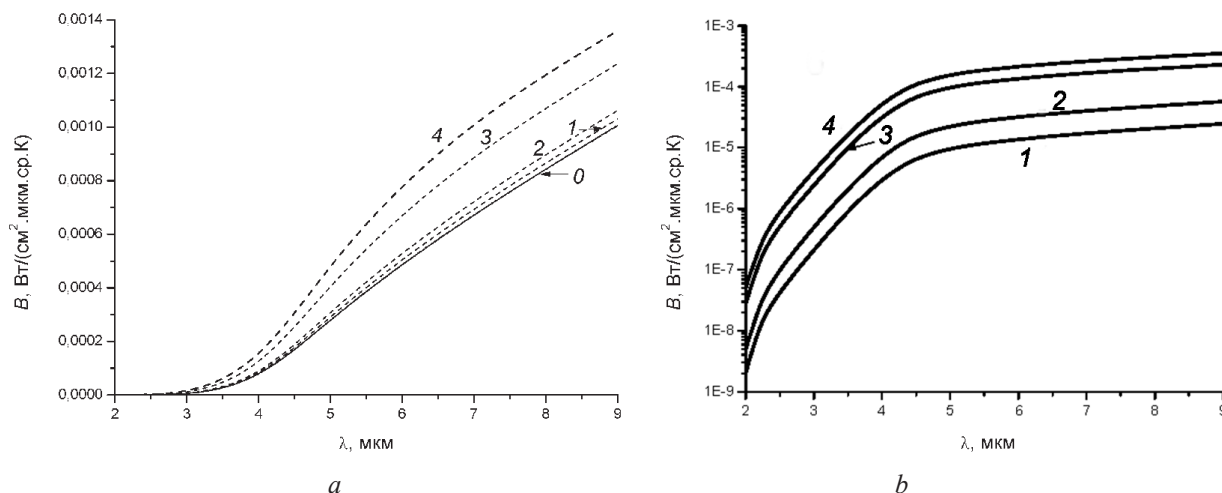 0,0014
0,0012
0,0010
0,0008
0,0006
0,0004
0,0002
0,0000
B, Вт/(см².мкм.ср.К)
2 3 4 5 6 7 8 9
λ, мкм
4
3
2
1
0
a
1E-3
1E-4
1E-5
1E-6
1E-7
1E-8
1E-9
B, Вт/(см².мкм.ср.К)
2 3 4 5 6 7 8 9
λ, мкм
4
3
2
1
b